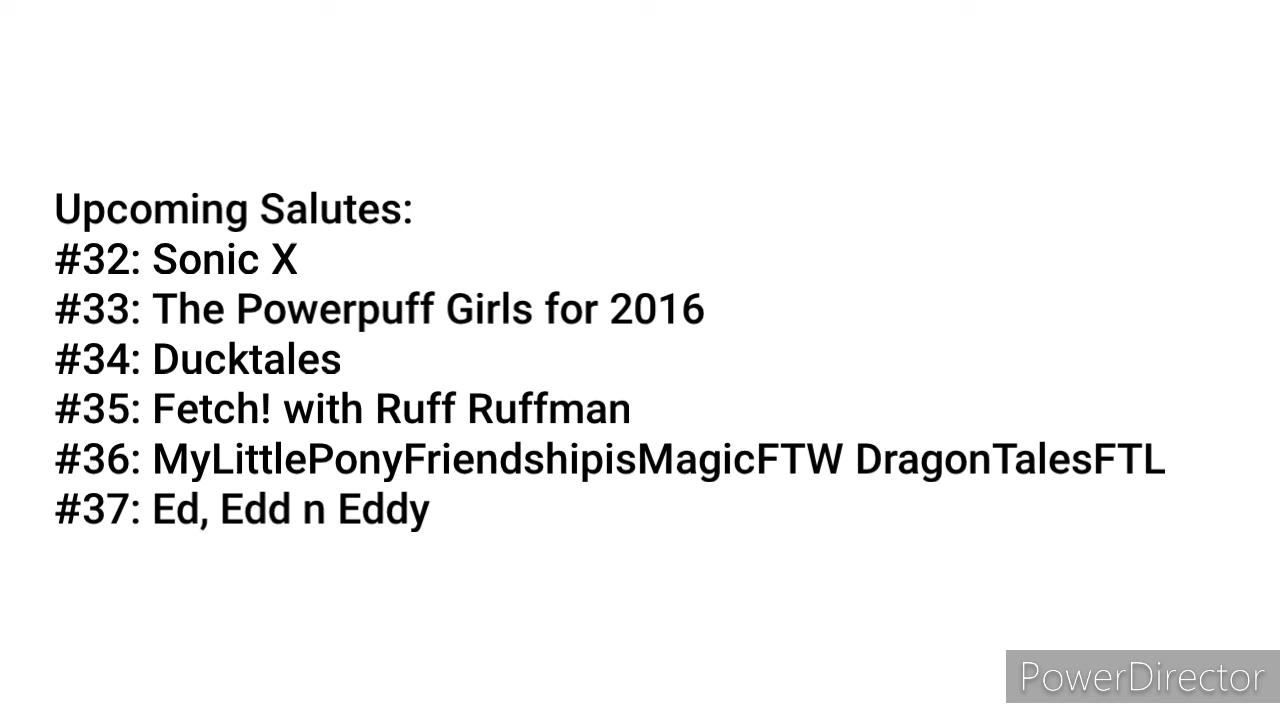 Upcoming Salutes:
#32: Sonic X
#33: The Powerpuff Girls for 2016
#34: Ducktales
#35: Fetch! with Ruff Ruffman
#36: MyLittlePonyFriendshipisMagicFTW DragonTalesFTL
#37: Ed, Edd n Eddy
PowerDirector